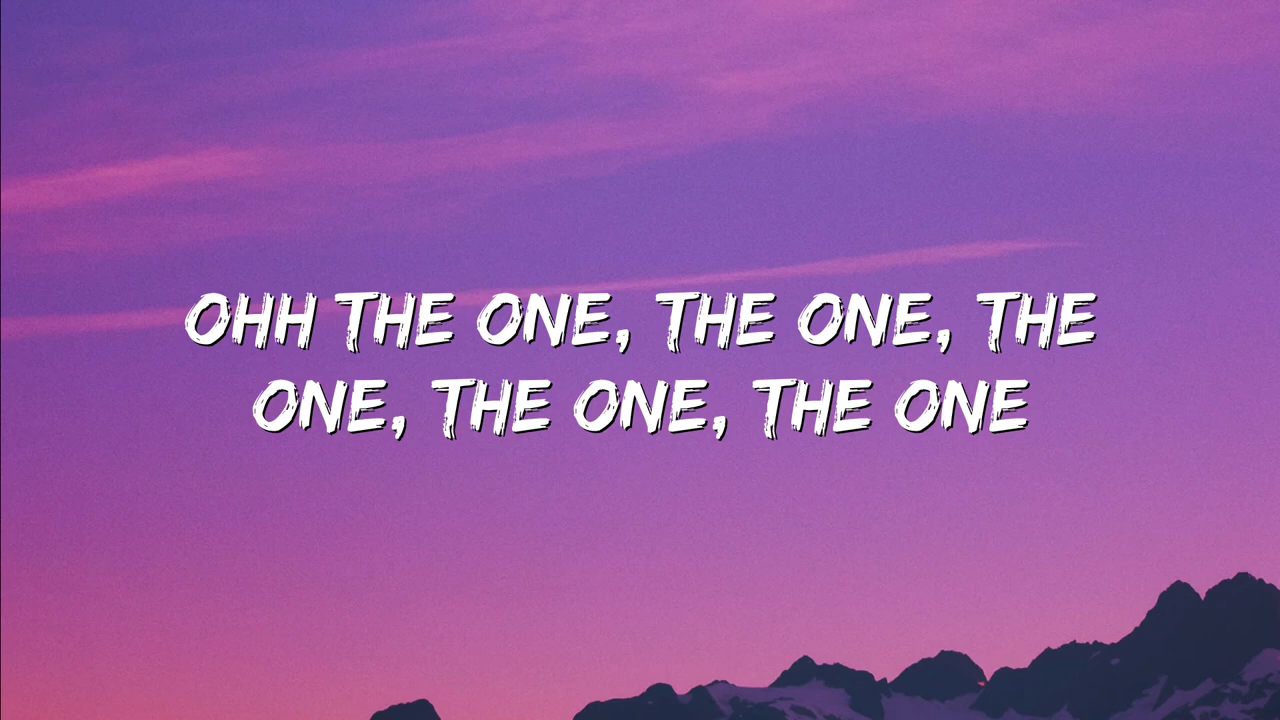 OHH THE ONE, THE ONE, THE
ONE, THE ONE, THE ONE